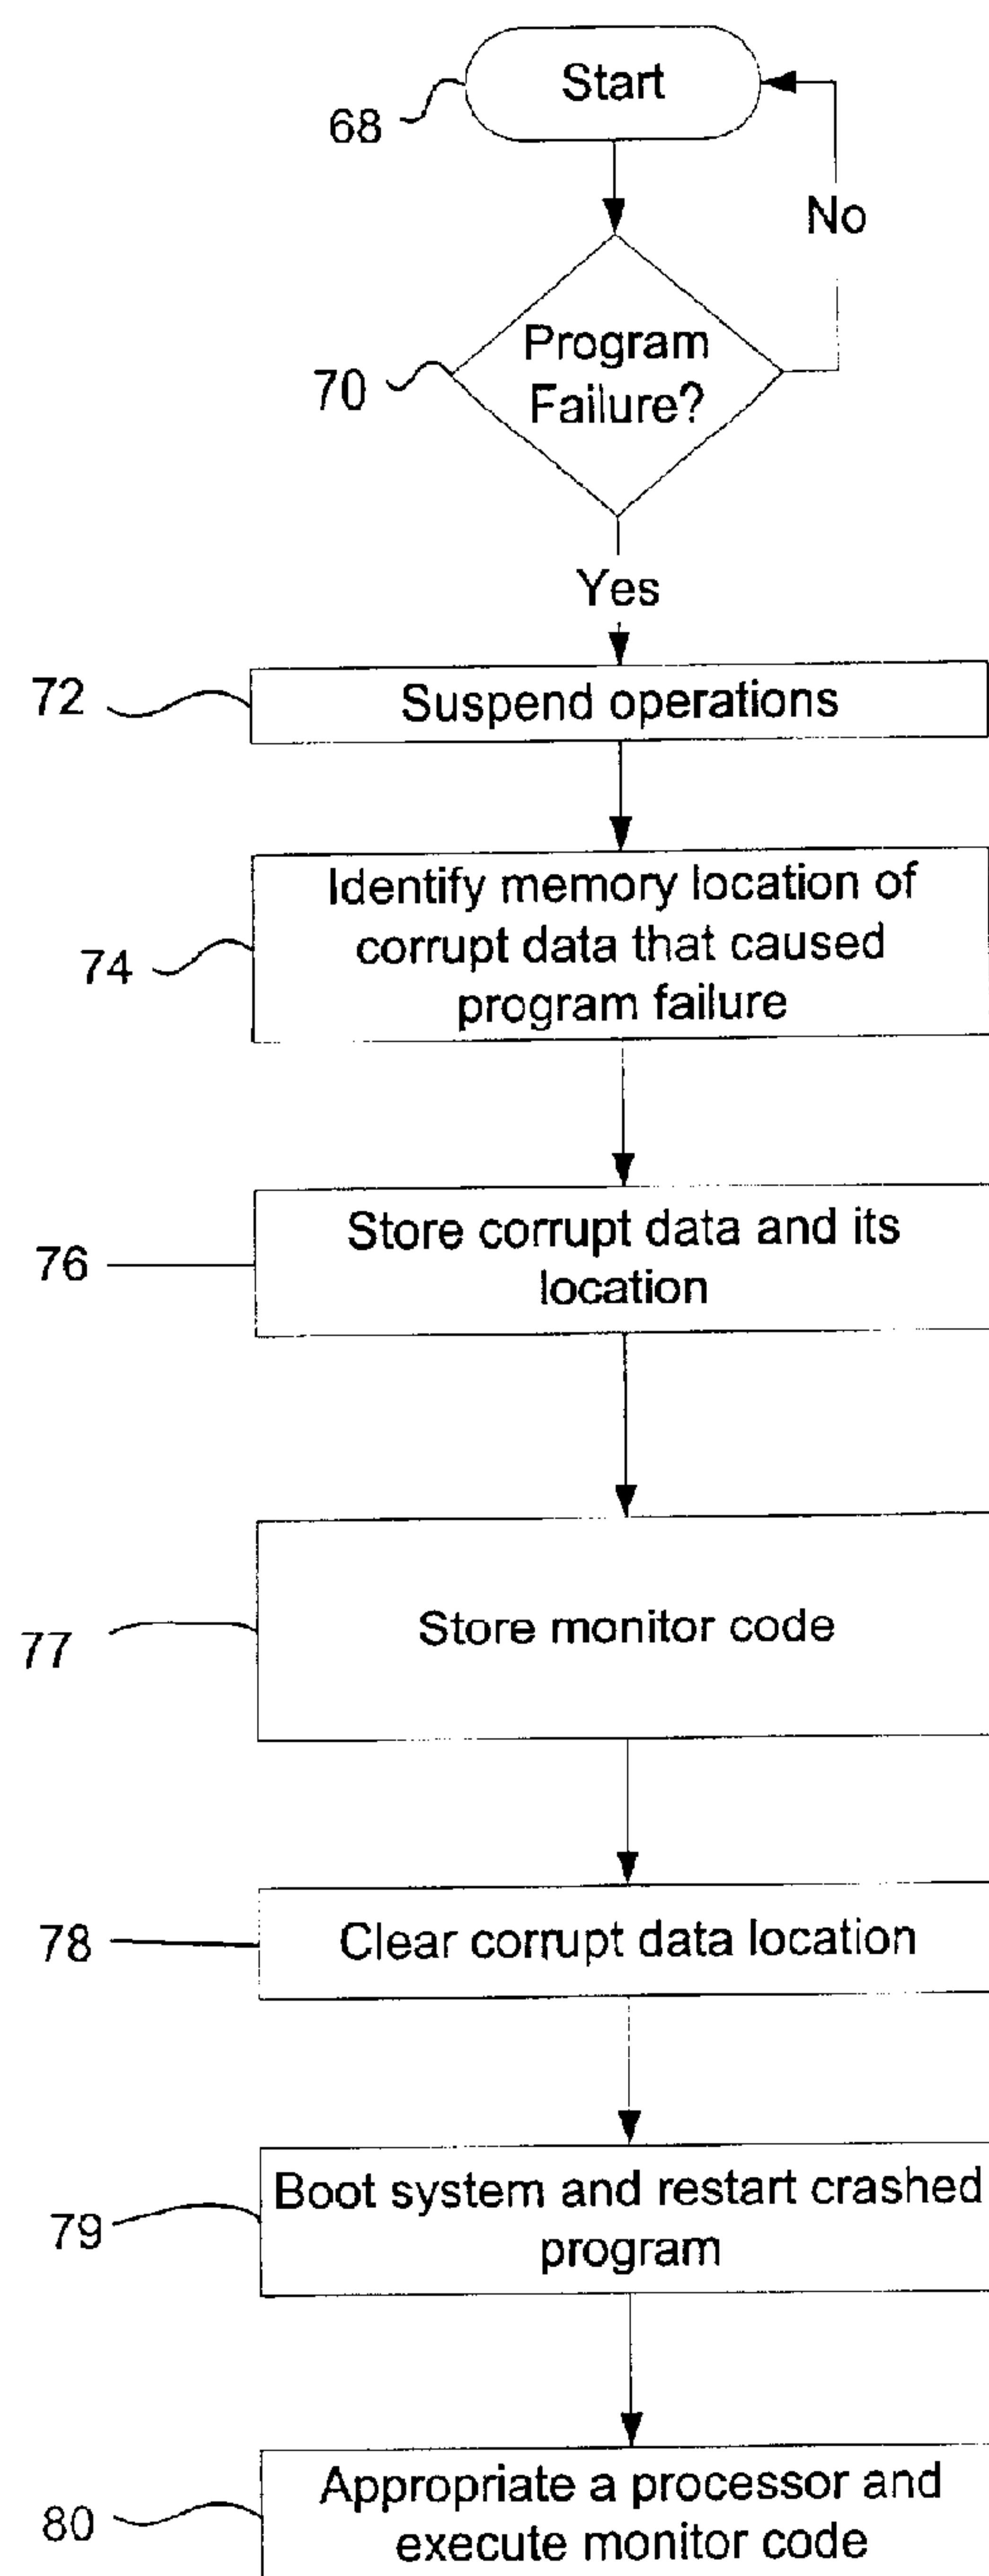 Start
68
No
Program
Failure?
70
Yes
72
Suspend operations
Identify memory location of
corrupt data that caused
program failure
74
Store corrupt data and its
location
76
Store monitor code
77
78
Clear corrupt data location
Boot system and restart crashed
program
79
Appropriate a processor and
execute monitor code
80